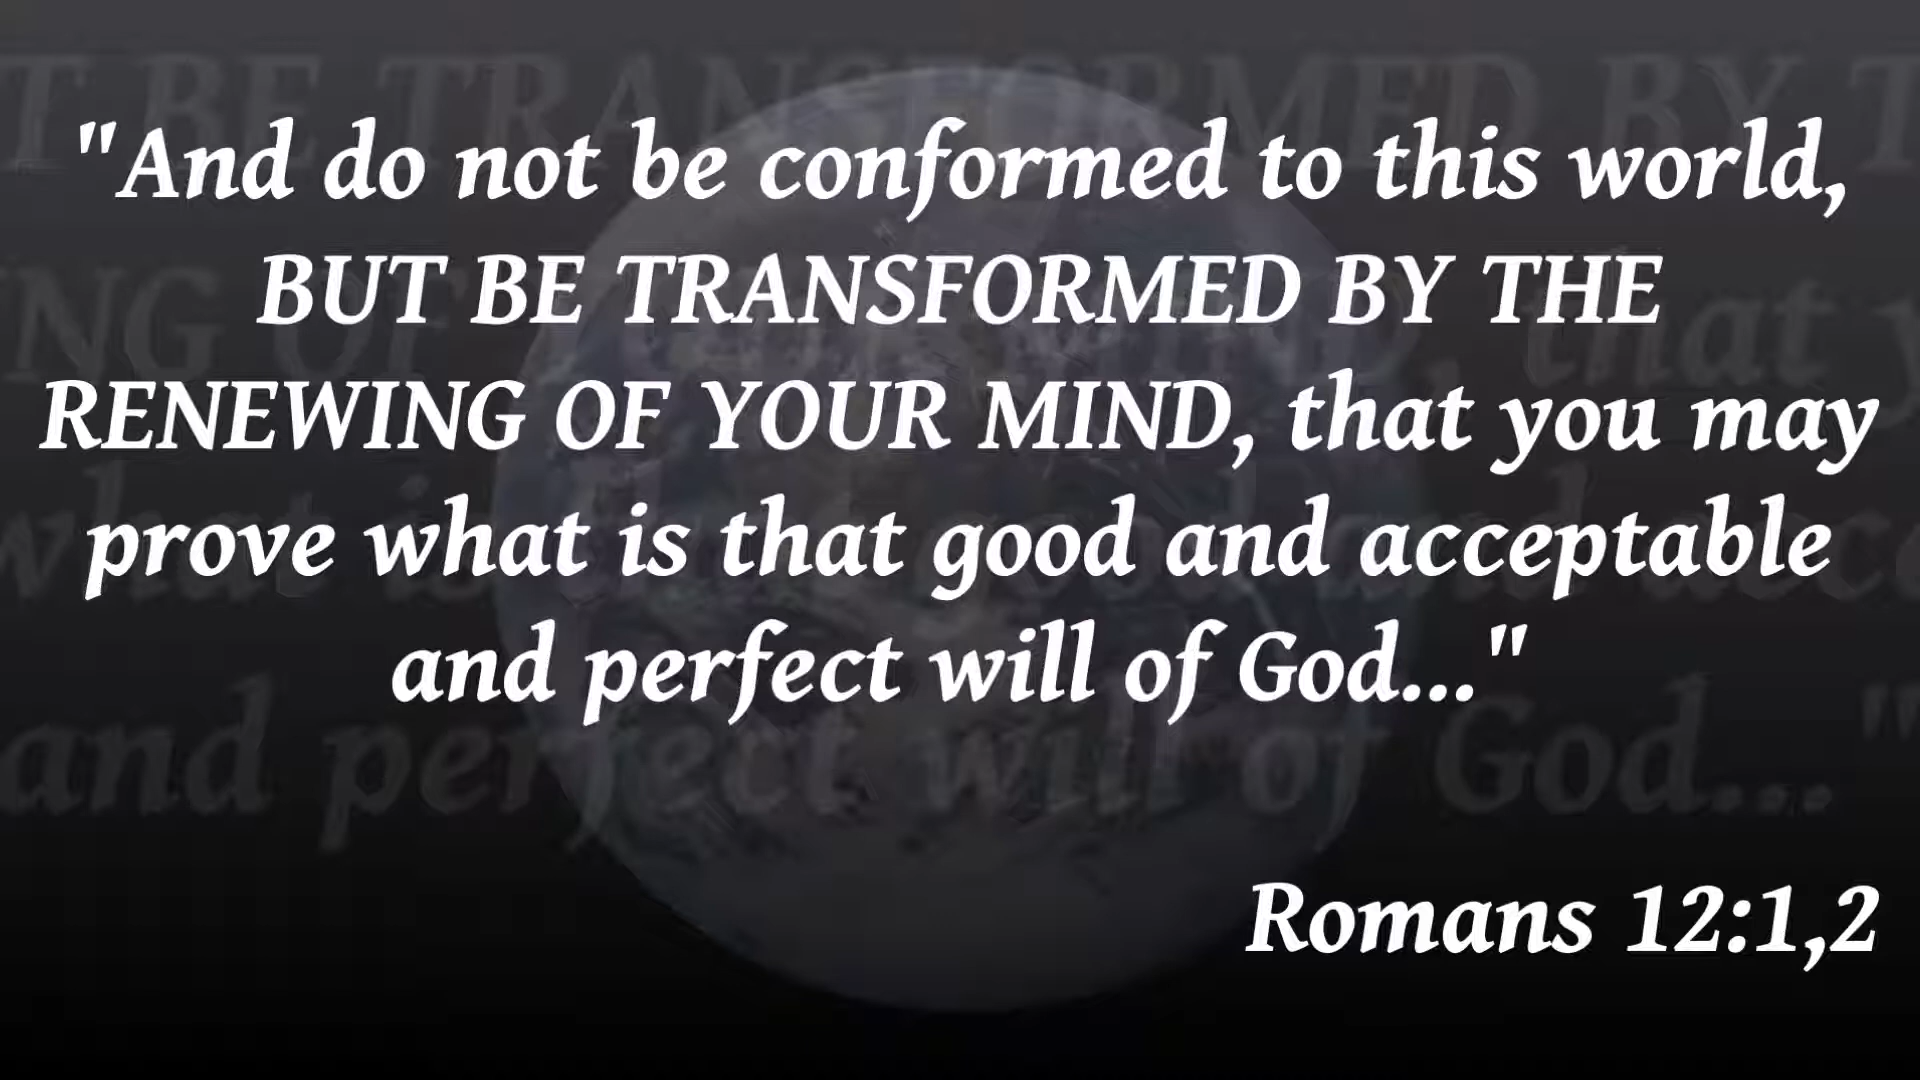 "And do not be conformed to this world,
BUT BE TRANSFORMED BY THE
RENEWING OF YOUR MIND, that you may
prove what is that good and acceptable
and perfect will of God..."
Romans 12:1,2